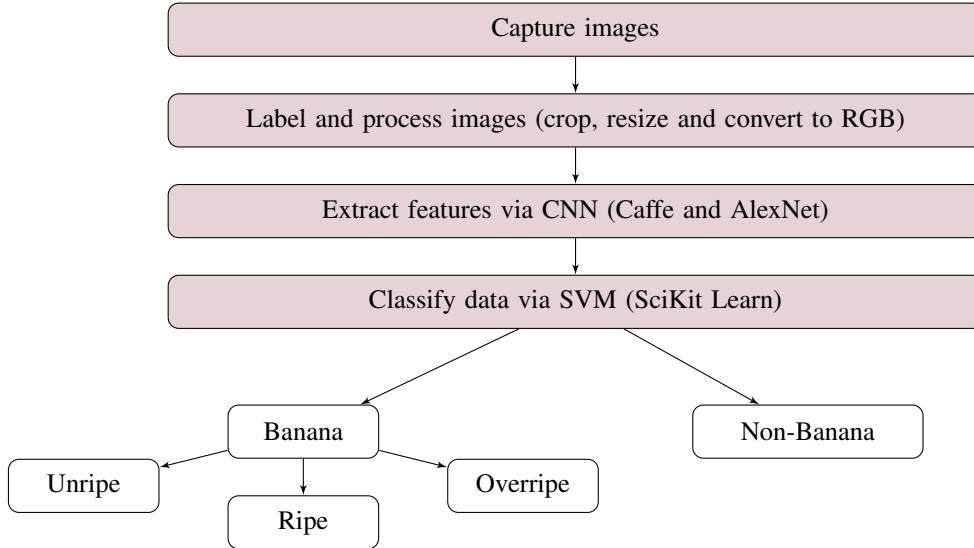 Capture images
Label and process images (crop, resize and convert to RGB)
Extract features via CNN (Caffe and AlexNet)
Classify data via SVM (SciKit Learn)
Banana
Non-Banana
Unripe
Overripe
Ripe